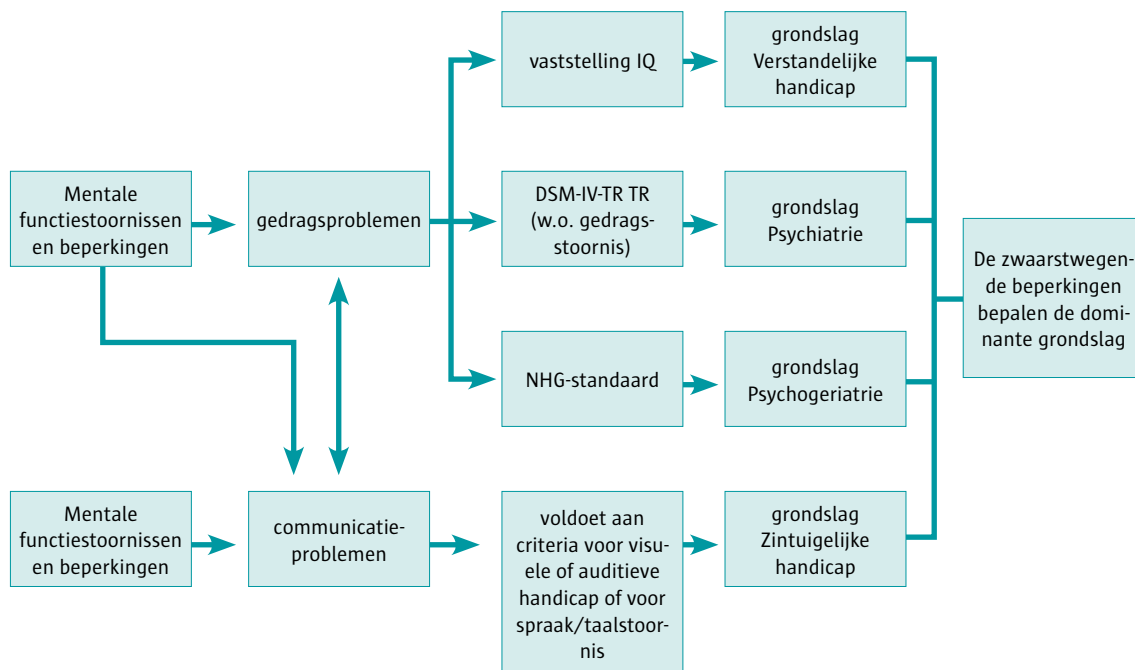 vaststelling IQ
grondslag
Verstandelijke
handicap
Mentale
functiestoornissen
en beperkingen
gedragsproblemen
DSM-IV-TR TR
(w.o. gedrags-
stoornis)
grondslag
Psychiatrie
De zwaarstwegen-
de beperkingen
bepalen de domi-
nante grondslag
NHG-standaard
grondslag
Psychogeriatrie
Mentale
functiestoornissen
en beperkingen
communicatie-
problemen
voldoet aan
criteria voor visu-
ele of auditieve
handicap of voor
spraak/taalstoor-
nis
grondslag
Zintuigelijke
handicap